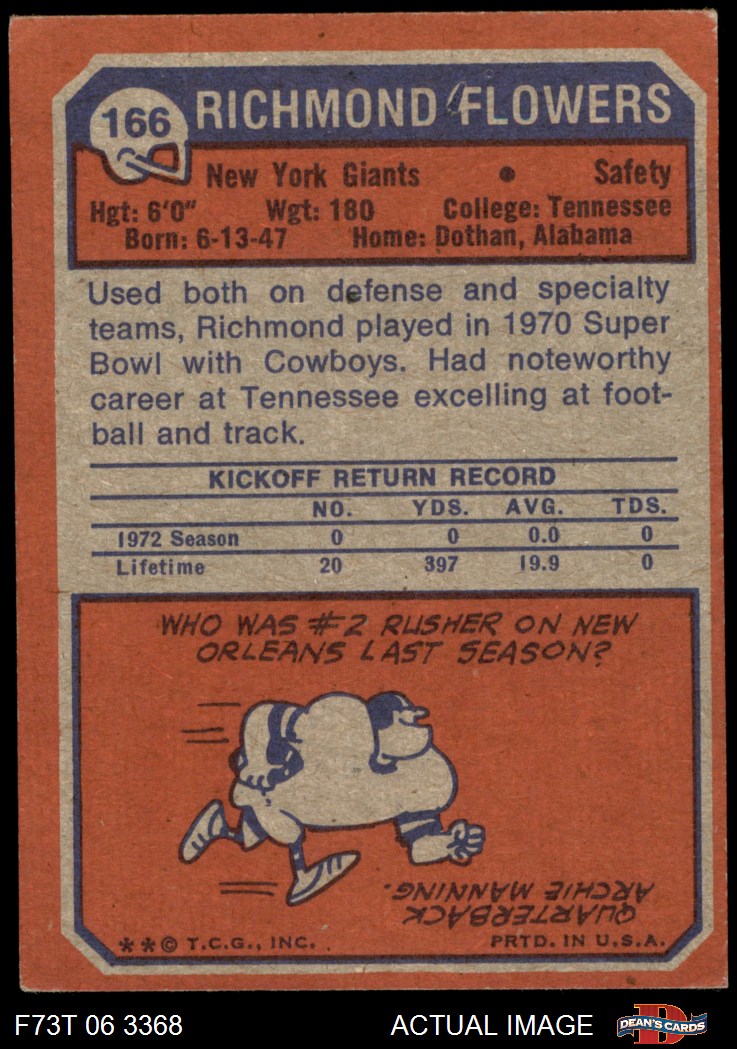 166
RICHMOND FLOWERS
New York Giants • Safety
Hgt: 6'0" Wgt: 180 College: Tennessee
Born: 6-13-47 Home: Dothan, Alabama
Used both on defense and specialty
teams, Richmond played in 1970 Super
Bowl with Cowboys. Had noteworthy
career at Tennessee excelling at foot-
ball and track.
KICKOFF RETURN RECORD
NO. YDS. AVG. TDS.
1972 Season 0 0 0.0 0
Lifetime 20 397 19.9 0
WHO WAS #2 RUSHER ON NEW
ORLEANS LAST SEASON?
QUARTERBACK
ARCHIE MANNING.
**© T.C.G., INC. PRTD. IN U.S.A.
F73T 06 3368 ACTUAL IMAGE
D
DEAN'S CARDS